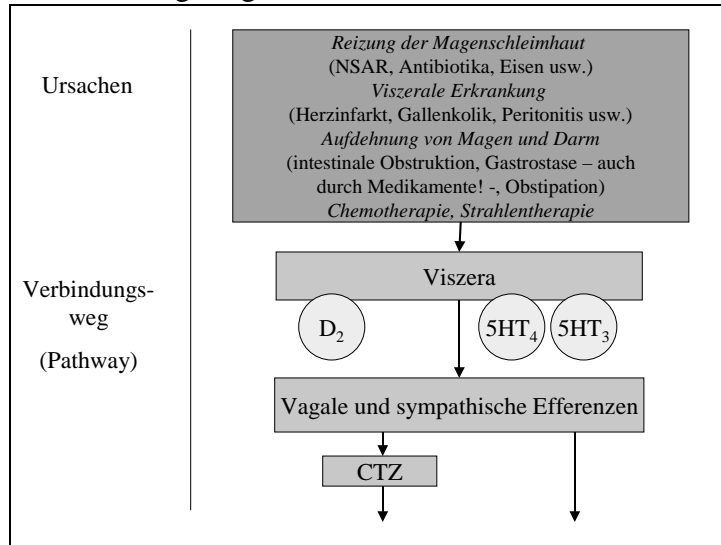 Reizung der Magenschleimhaut
(NSAR, Antibiotika, Eisen usw.)
Viszerale Erkrankung
(Herzinfarkt, Gallenkolik, Peritonitis usw.)
Aufdehnung von Magen und Darm
(intestinale Obstruktion, Gastrostase – auch
durch Medikamente! -, Obstipation)
Chemotherapie, Strahlentherapie
Ursachen
Viszera
Verbindungs-
weg
(Pathway)
D2
5HT4
5HT3
Vagale und sympathische Efferenzen
CTZ